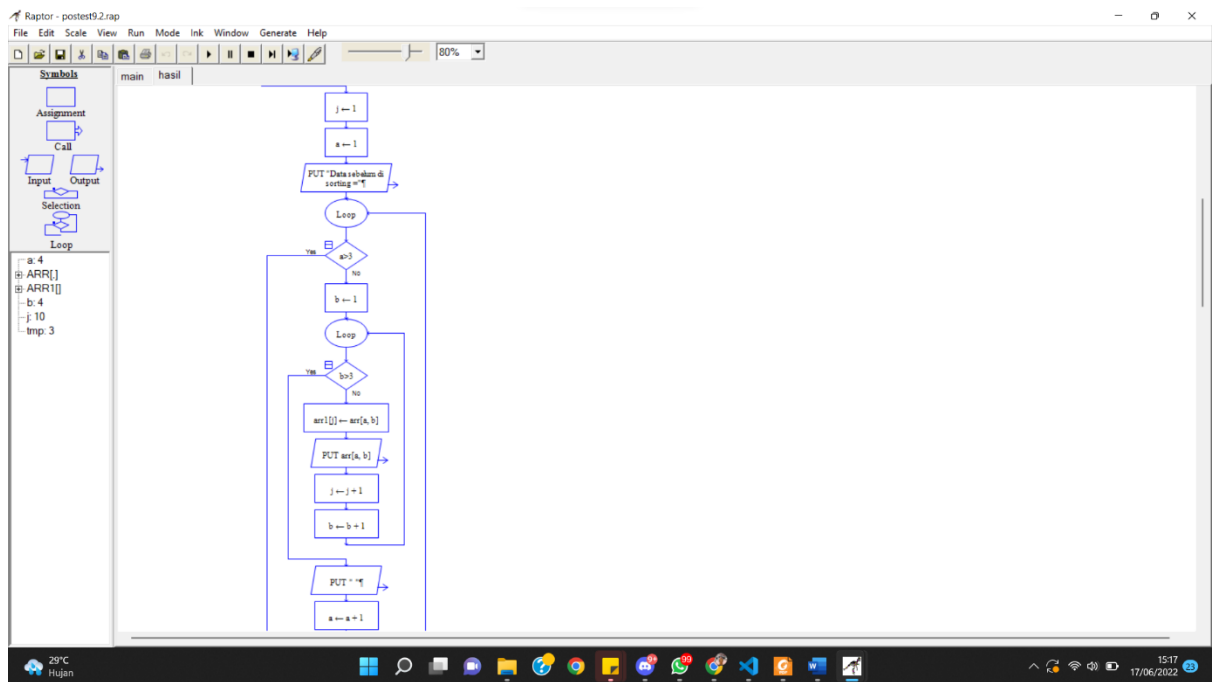 Raptor - postest9.2.rap
File Edit Scale View Run Mode Ink Window Generate Help
80%
Symbols
Assignment
Call
Input Output
Selection
Loop
a: 4
ARR[,]
ARR1[]
b: 4
j: 10
tmp: 3
main hasil
j ← 1
a ← 1
PUT "Data sebelum di
sorting ="¶
Loop
Yes a>3
No
b ← 1
Loop
Yes b>3
No
arr1[j] ← arr[a, b]
PUT arr[a, b]
j ← j + 1
b ← b + 1
PUT " "¶
a ← a + 1
29°C
Hujan
9+
99
15:17
17/06/2022
23